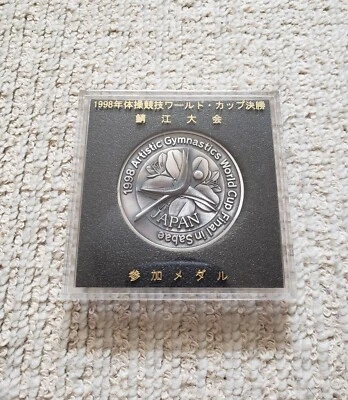 1998年体操競技ワールド・カップ決勝
鯖江大会
1998 Artistic Gymnastics World Cup Final in Sabae
JAPAN
参加メダル